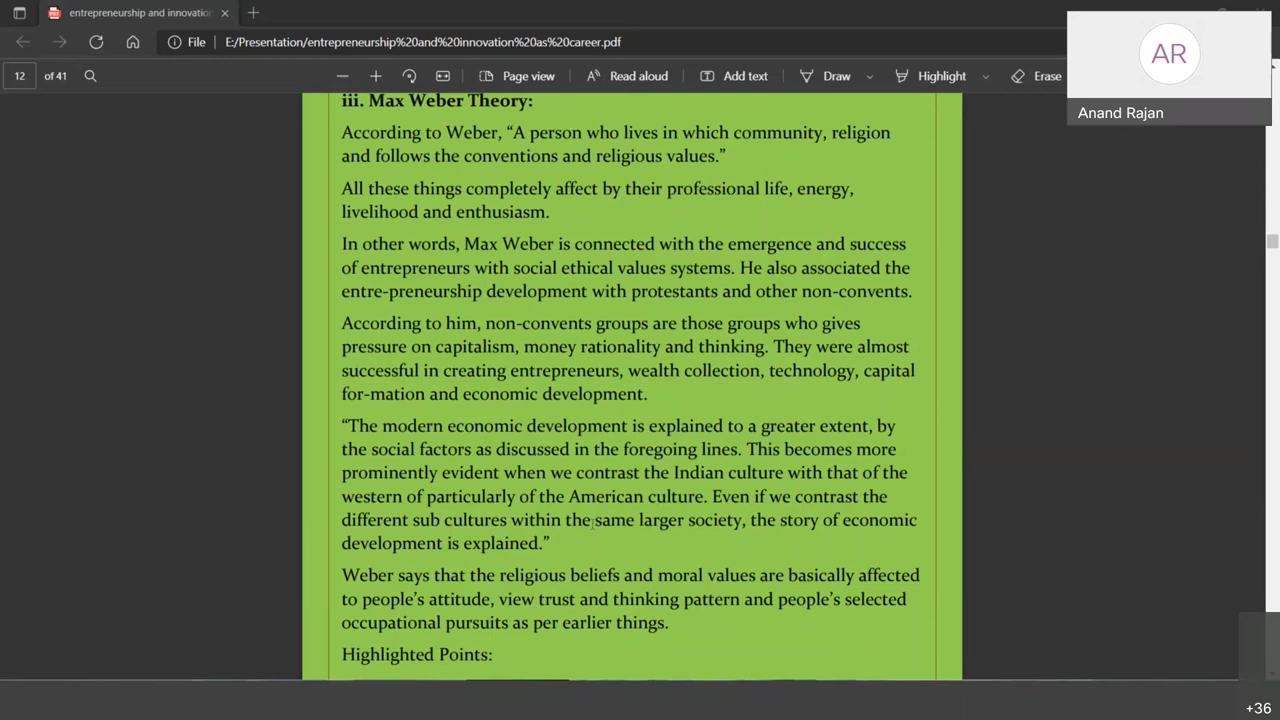 entrepreneurship and innovatio
File
E:/Presentation/entrepreneurship%20and%20innovation%20as%20career.pdf
12
of 41
Page view
Read aloud
Add text
Draw
Highlight
Erase
AR
Anand Rajan
iii. Max Weber Theory:
According to Weber, “A person who lives in which community, religion
and follows the conventions and religious values.”
All these things completely affect by their professional life, energy,
livelihood and enthusiasm.
In other words, Max Weber is connected with the emergence and success
of entrepreneurs with social ethical values systems. He also associated the
entre-preneurship development with protestants and other non-convents.
According to him, non-convents groups are those groups who gives
pressure on capitalism, money rationality and thinking. They were almost
successful in creating entrepreneurs, wealth collection, technology, capital
for-mation and economic development.
“The modern economic development is explained to a greater extent, by
the social factors as discussed in the foregoing lines. This becomes more
prominently evident when we contrast the Indian culture with that of the
western of particularly of the American culture. Even if we contrast the
different sub cultures within the same larger society, the story of economic
development is explained.”
Weber says that the religious beliefs and moral values are basically affected
to people’s attitude, view trust and thinking pattern and people’s selected
occupational pursuits as per earlier things.
Highlighted Points:
+36